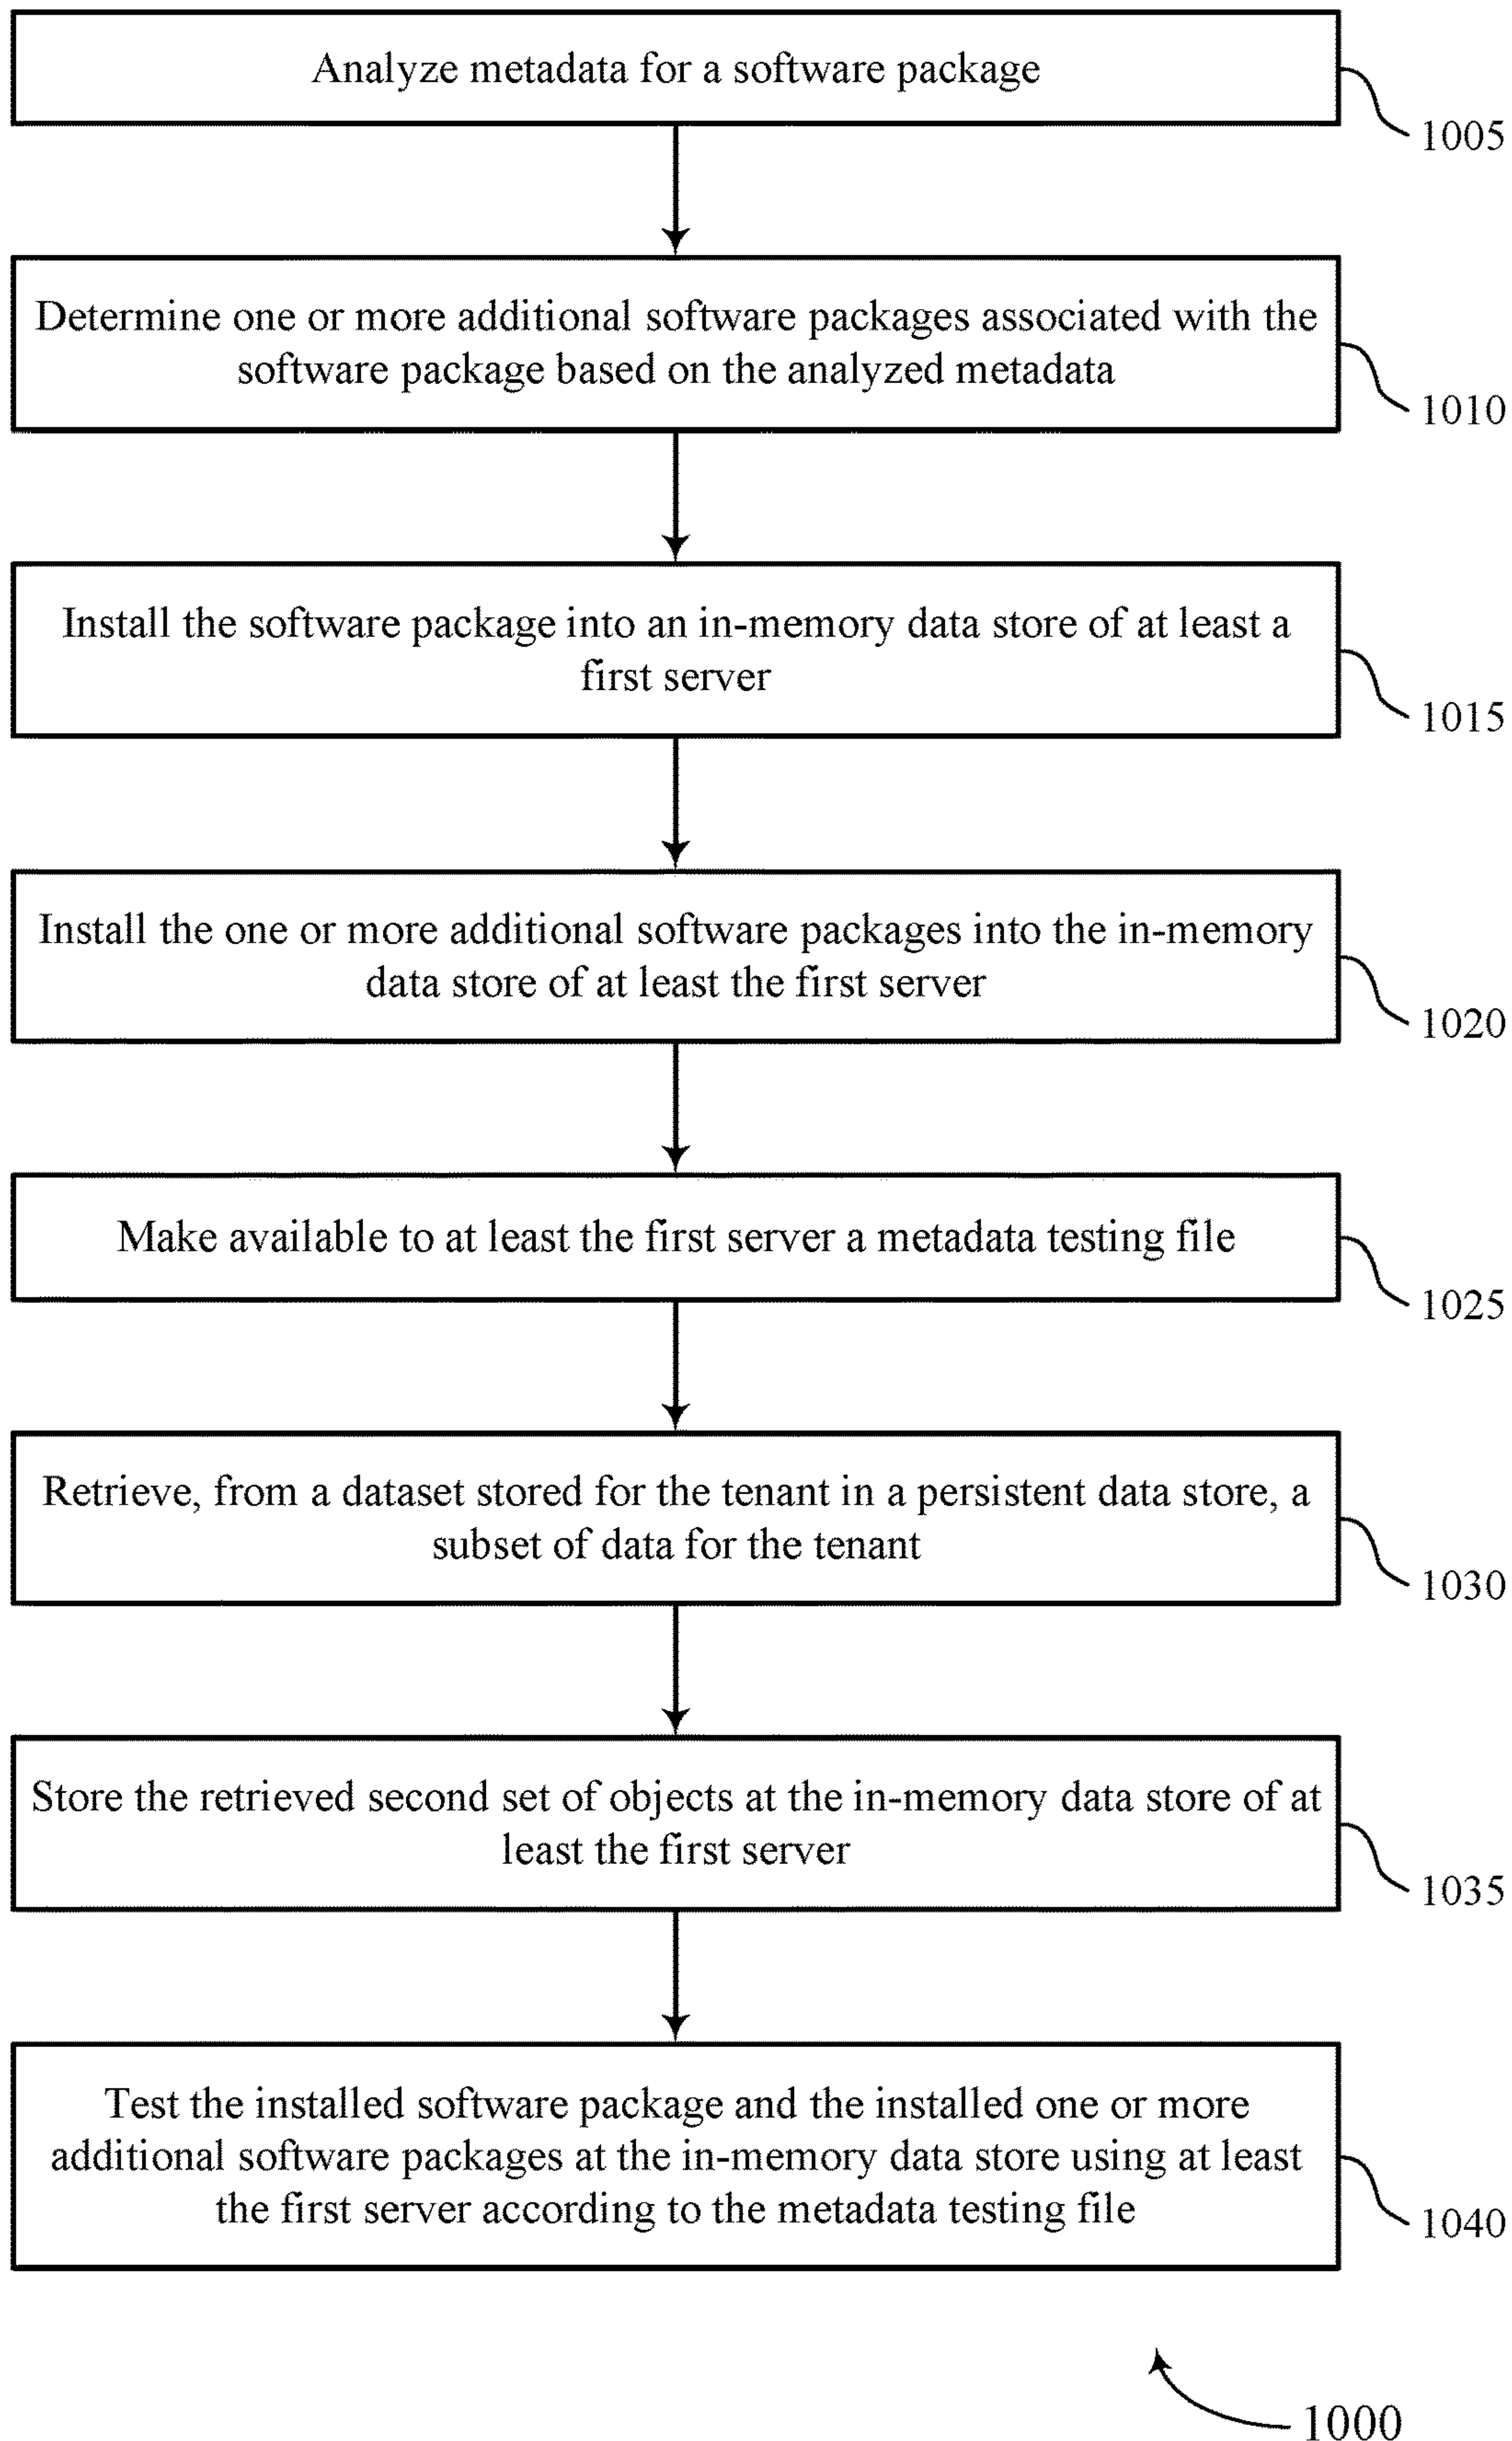 Analyze metadata for a software package
1005
Determine one or more additional software packages associated with the
software package based on the analyzed metadata
1010
Install the software package into an in-memory data store of at least a
first server
1015
Install the one or more additional software packages into the in-memory
data store of at least the first server
1020
Make available to at least the first server a metadata testing file
1025
Retrieve, from a dataset stored for the tenant in a persistent data store, a
subset of data for the tenant
1030
Store the retrieved second set of objects at the in-memory data store of at
least the first server
1035
Test the installed software package and the installed one or more
additional software packages at the in-memory data store using at least
the first server according to the metadata testing file
1040
1000